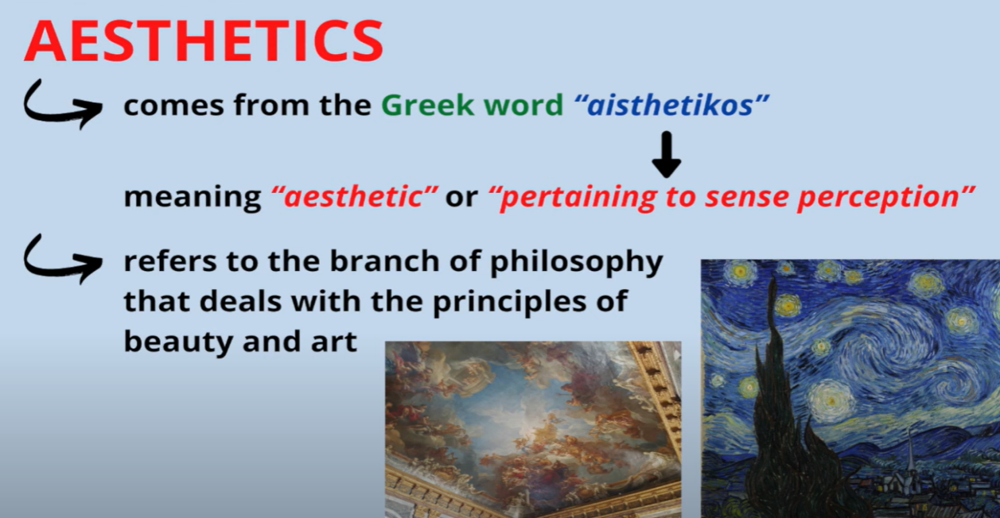 AESTHETICS
comes from the Greek word “aisthetikos”
meaning “aesthetic” or “pertaining to sense perception”
refers to the branch of philosophy
that deals with the principles of
beauty and art